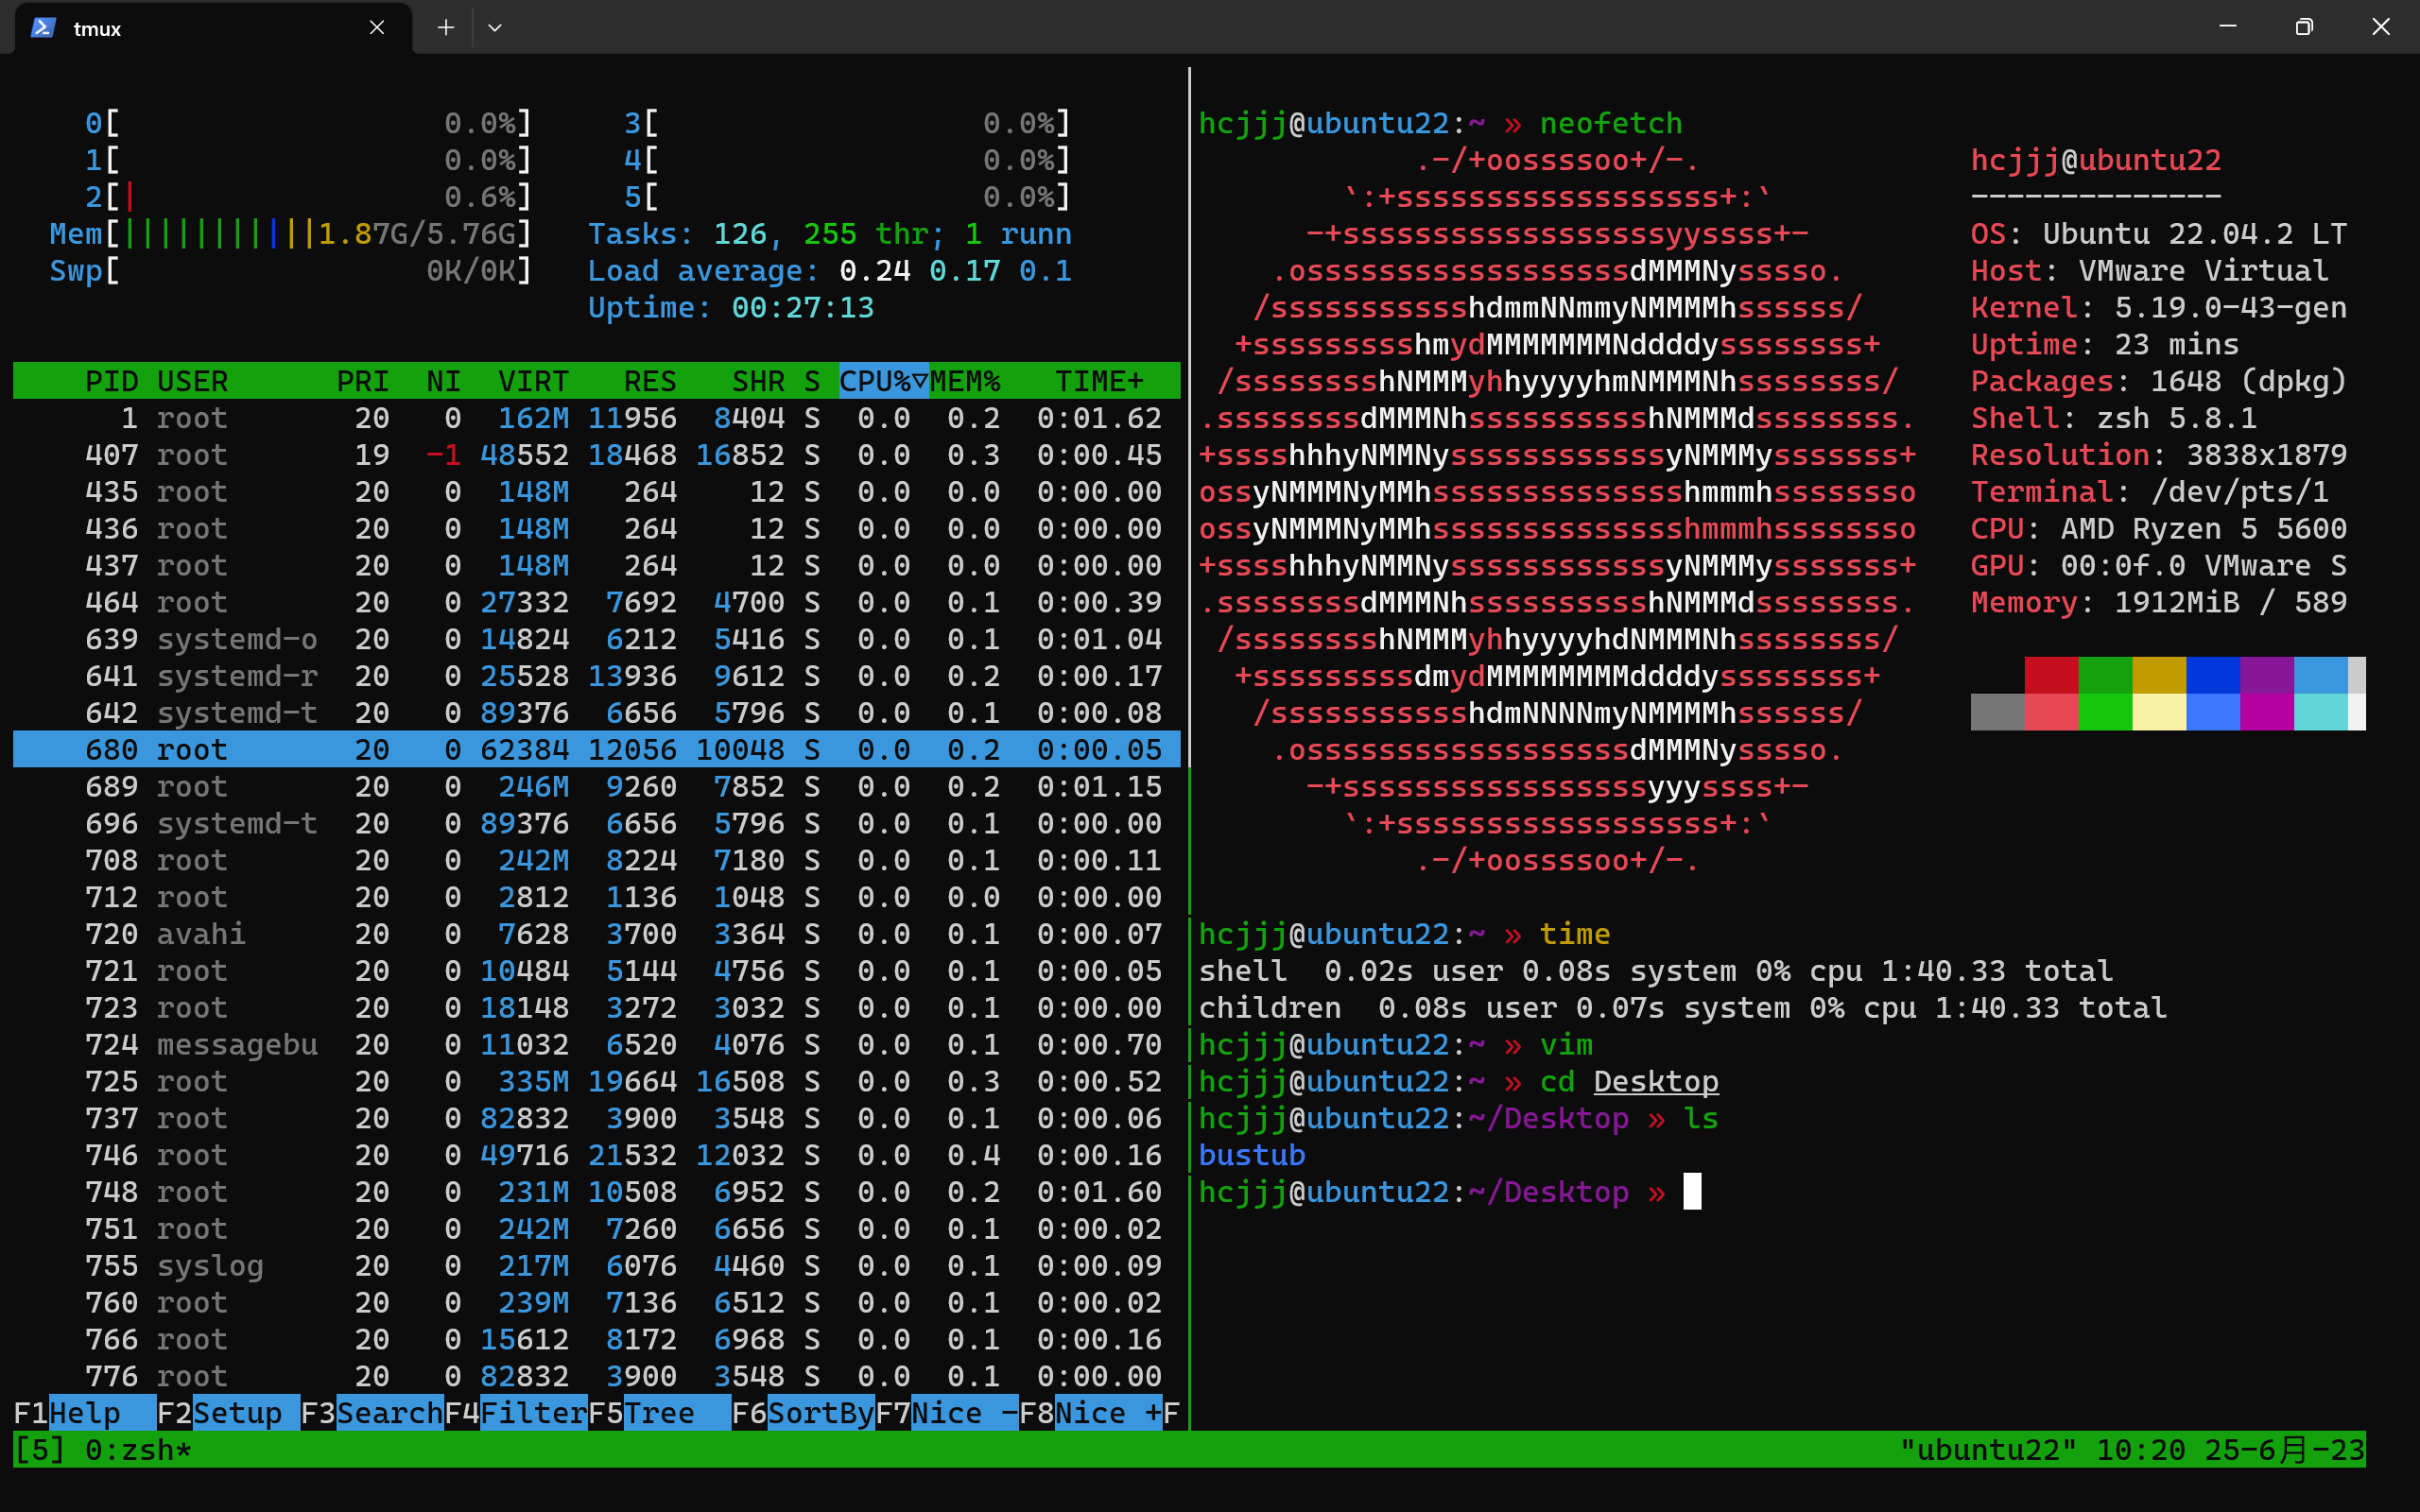 tmux
0[ 0.0%] 3[ 0.0%]
1[ 0.0%] 4[ 0.0%]
2[| 0.6%] 5[ 0.0%]
Mem[|||||||||||1.87G/5.76G] Tasks: 126, 255 thr; 1 runn
Swp[ 0K/0K] Load average: 0.24 0.17 0.1
Uptime: 00:27:13
PID USER PRI NI VIRT RES SHR S CPU%▽MEM% TIME+
1 root 20 0 162M 11956 8404 S 0.0 0.2 0:01.62
407 root 19 -1 48552 18468 16852 S 0.0 0.3 0:00.45
435 root 20 0 148M 264 12 S 0.0 0.0 0:00.00
436 root 20 0 148M 264 12 S 0.0 0.0 0:00.00
437 root 20 0 148M 264 12 S 0.0 0.0 0:00.00
464 root 20 0 27332 7692 4700 S 0.0 0.1 0:00.39
639 systemd-o 20 0 14824 6212 5416 S 0.0 0.1 0:01.04
641 systemd-r 20 0 25528 13936 9612 S 0.0 0.2 0:00.17
642 systemd-t 20 0 89376 6656 5796 S 0.0 0.1 0:00.08
680 root 20 0 62384 12056 10048 S 0.0 0.2 0:00.05
689 root 20 0 246M 9260 7852 S 0.0 0.2 0:01.15
696 systemd-t 20 0 89376 6656 5796 S 0.0 0.1 0:00.00
708 root 20 0 242M 8224 7180 S 0.0 0.1 0:00.11
712 root 20 0 2812 1136 1048 S 0.0 0.0 0:00.00
720 avahi 20 0 7628 3700 3364 S 0.0 0.1 0:00.07
721 root 20 0 10484 5144 4756 S 0.0 0.1 0:00.05
723 root 20 0 18148 3272 3032 S 0.0 0.1 0:00.00
724 messagebu 20 0 11032 6520 4076 S 0.0 0.1 0:00.70
725 root 20 0 335M 19664 16508 S 0.0 0.3 0:00.52
737 root 20 0 82832 3900 3548 S 0.0 0.1 0:00.06
746 root 20 0 49716 21532 12032 S 0.0 0.4 0:00.16
748 root 20 0 231M 10508 6952 S 0.0 0.2 0:01.60
751 root 20 0 242M 7260 6656 S 0.0 0.1 0:00.02
755 syslog 20 0 217M 6076 4460 S 0.0 0.1 0:00.09
760 root 20 0 239M 7136 6512 S 0.0 0.1 0:00.02
766 root 20 0 15612 8172 6968 S 0.0 0.1 0:00.16
776 root 20 0 82832 3900 3548 S 0.0 0.1 0:00.00
F1Help F2Setup F3SearchF4FilterF5Tree F6SortByF7Nice -F8Nice +F
hcjjj@ubuntu22:~ » neofetch
.-/+oossssoo+/-.
`:+ssssssssssssssssss+:`
-+ssssssssssssssssssyyssss+-
.ossssssssssssssssssdMMMNysssso.
/ssssssssssshdmmNNmmyNMMMMhssssss/
+ssssssssshmydMMMMMMMNddddyssssssss+
/sssssssshNMMMyhhyyyyhmNMMMNhssssssss/
.ssssssssdMMMNhsssssssssshNMMMdssssssss.
+sssshhhyNMMNyssssssssssssyNMMMysssssss+
ossyNMMMNyMMhsssssssssssssshmmmhssssssso
ossyNMMMNyMMhsssssssssssssshmmmhssssssso
+sssshhhyNMMNyssssssssssssyNMMMysssssss+
.ssssssssdMMMNhsssssssssshNMMMdssssssss.
/sssssssshNMMMyhhyyyyhdNMMMNhssssssss/
+sssssssssdmydMMMMMMMMddddyssssssss+
/ssssssssssshdmNNNNmyNMMMMhssssss/
.ossssssssssssssssssdMMMNysssso.
-+sssssssssssssssssyyyssss+-
`:+ssssssssssssssssss+:`
.-/+oossssoo+/-.
hcjjj@ubuntu22
--------------
OS: Ubuntu 22.04.2 LT
Host: VMware Virtual
Kernel: 5.19.0-43-gen
Uptime: 23 mins
Packages: 1648 (dpkg)
Shell: zsh 5.8.1
Resolution: 3838x1879
Terminal: /dev/pts/1
CPU: AMD Ryzen 5 5600
GPU: 00:0f.0 VMware S
Memory: 1912MiB / 589
hcjjj@ubuntu22:~ » time
shell 0.02s user 0.08s system 0% cpu 1:40.33 total
children 0.08s user 0.07s system 0% cpu 1:40.33 total
hcjjj@ubuntu22:~ » vim
hcjjj@ubuntu22:~ » cd Desktop
hcjjj@ubuntu22:~/Desktop » ls
bustub
hcjjj@ubuntu22:~/Desktop »
[5] 0:zsh* "ubuntu22" 10:20 25-6月-23